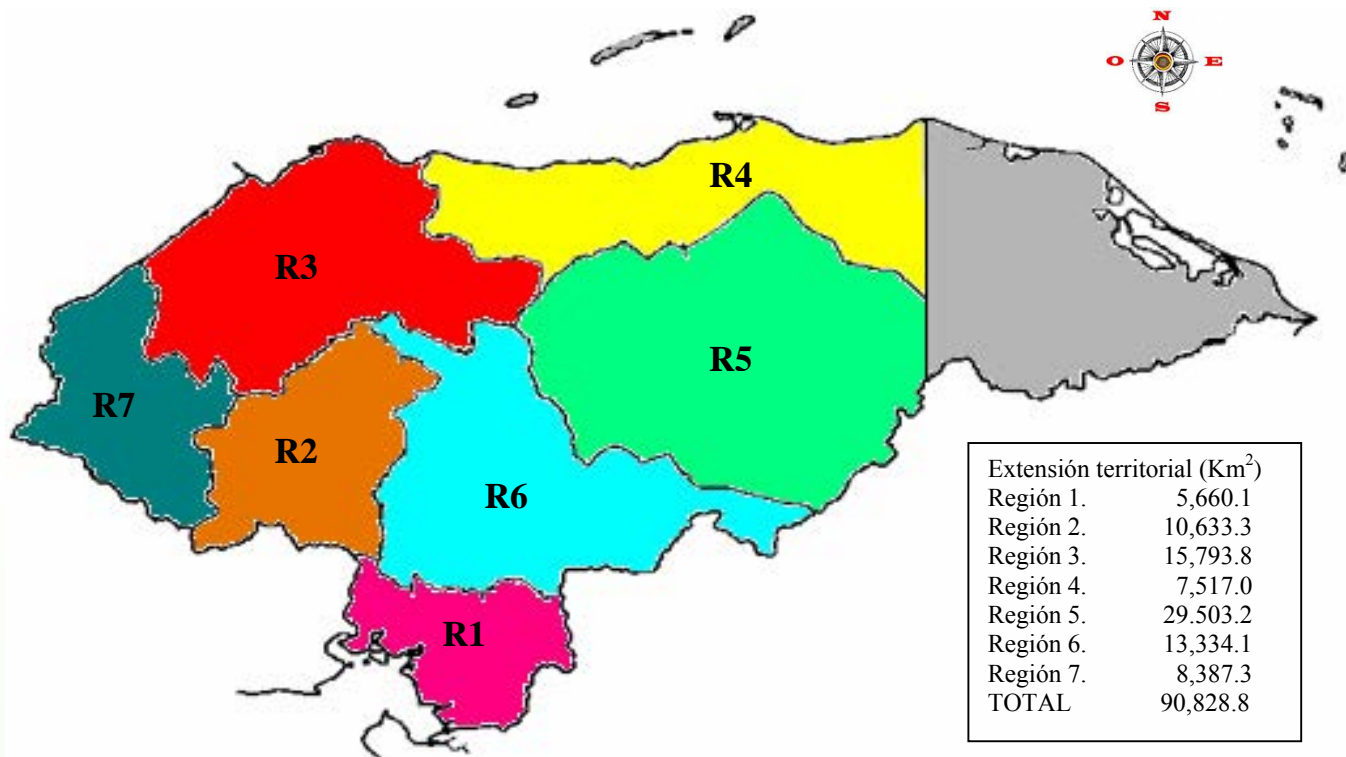 N
O E
S
R4
R3
R5
R7
R2
R6
R1
Extensión territorial (Km²)
Región 1. 5,660.1
Región 2. 10,633.3
Región 3. 15,793.8
Región 4. 7,517.0
Región 5. 29.503.2
Región 6. 13,334.1
Región 7. 8,387.3
TOTAL 90,828.8